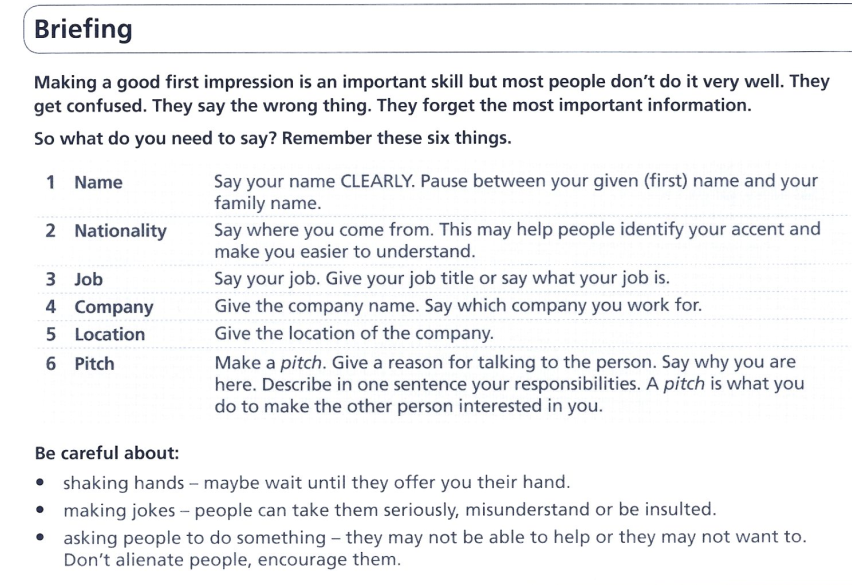 Briefing
Making a good first impression is an important skill but most people don't do it very well. They
get confused. They say the wrong thing. They forget the most important information.
So what do you need to say? Remember these six things.
1 Name Say your name CLEARLY. Pause between your given (first) name and your
family name.
2 Nationality Say where you come from. This may help people identify your accent and
make you easier to understand.
3 Job Say your job. Give your job title or say what your job is.
4 Company Give the company name. Say which company you work for.
5 Location Give the location of the company.
6 Pitch Make a pitch. Give a reason for talking to the person. Say why you are
here. Describe in one sentence your responsibilities. A pitch is what you
do to make the other person interested in you.
Be careful about:
• shaking hands – maybe wait until they offer you their hand.
• making jokes – people can take them seriously, misunderstand or be insulted.
• asking people to do something – they may not be able to help or they may not want to.
Don't alienate people, encourage them.